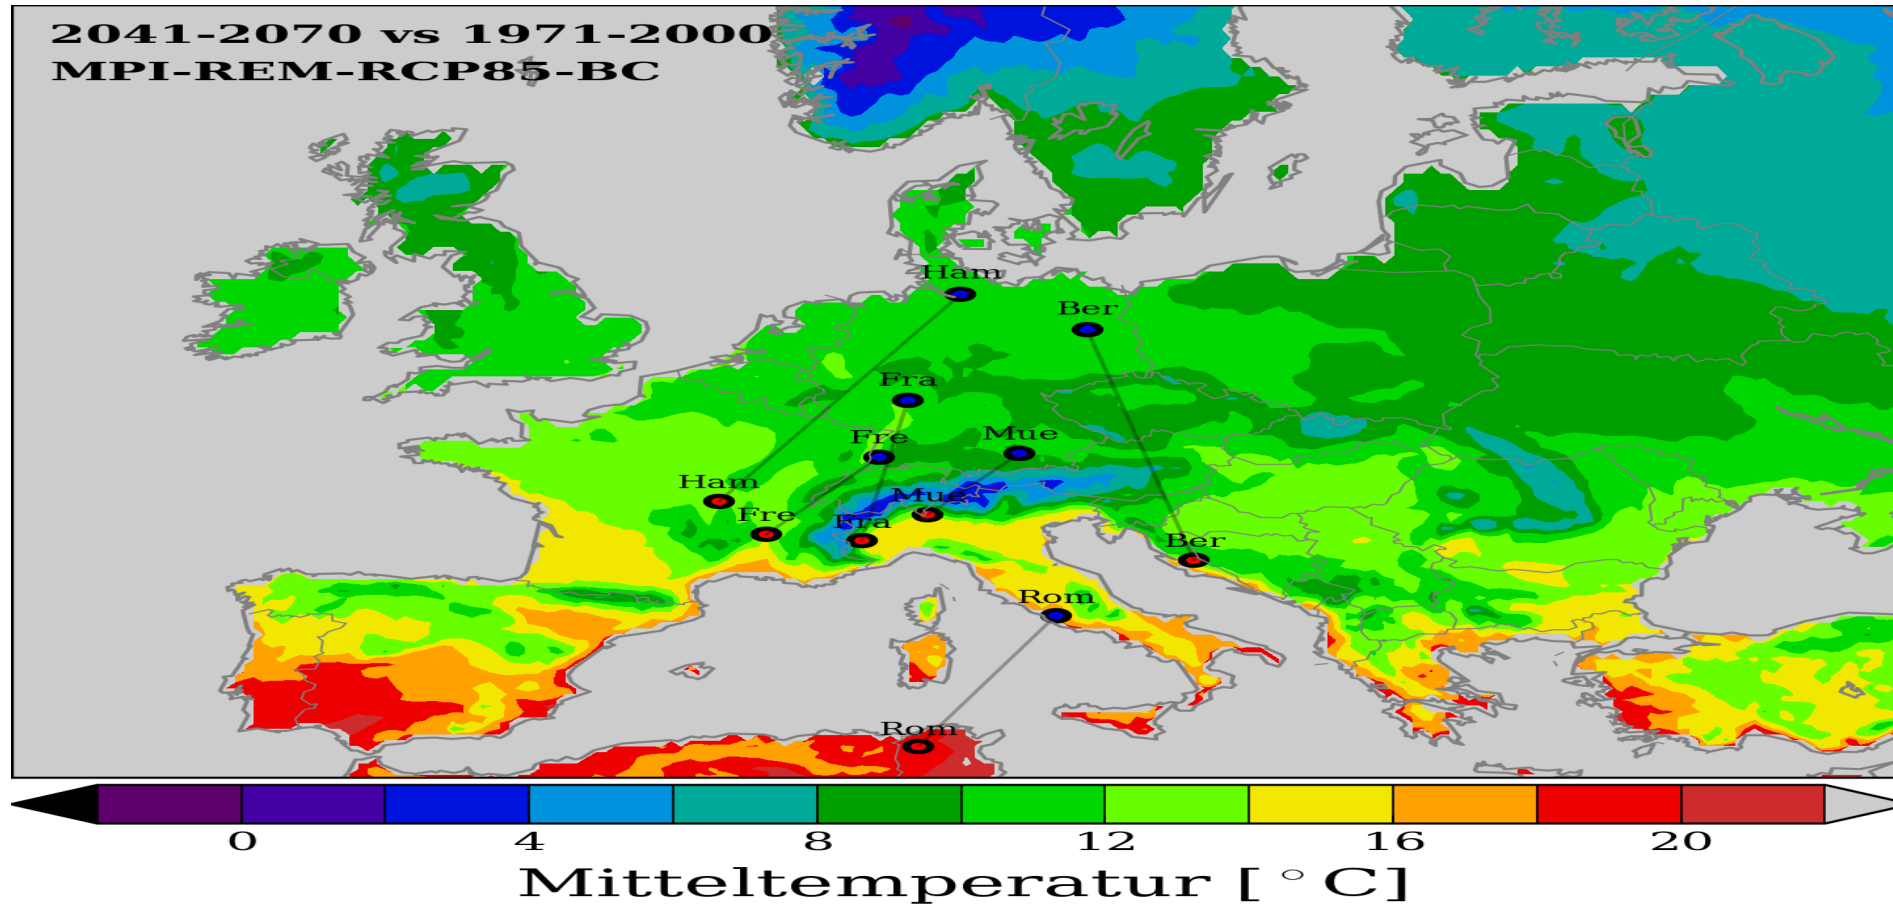 2041-2070 vs 1971-2000
MPI-REM-RCP85-BC
Ham
Ber
Fra
Fre
Mue
Ham
Mue
Fre
Fra
Ber
Rom
Rom
0 4 8 12 16 20
Mitteltemperatur [ °C]